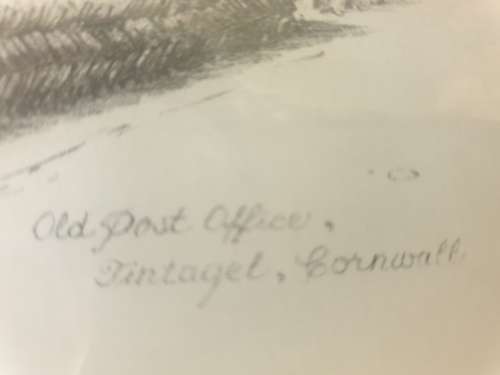 Old Post Office,
Tintagel, Cornwall.